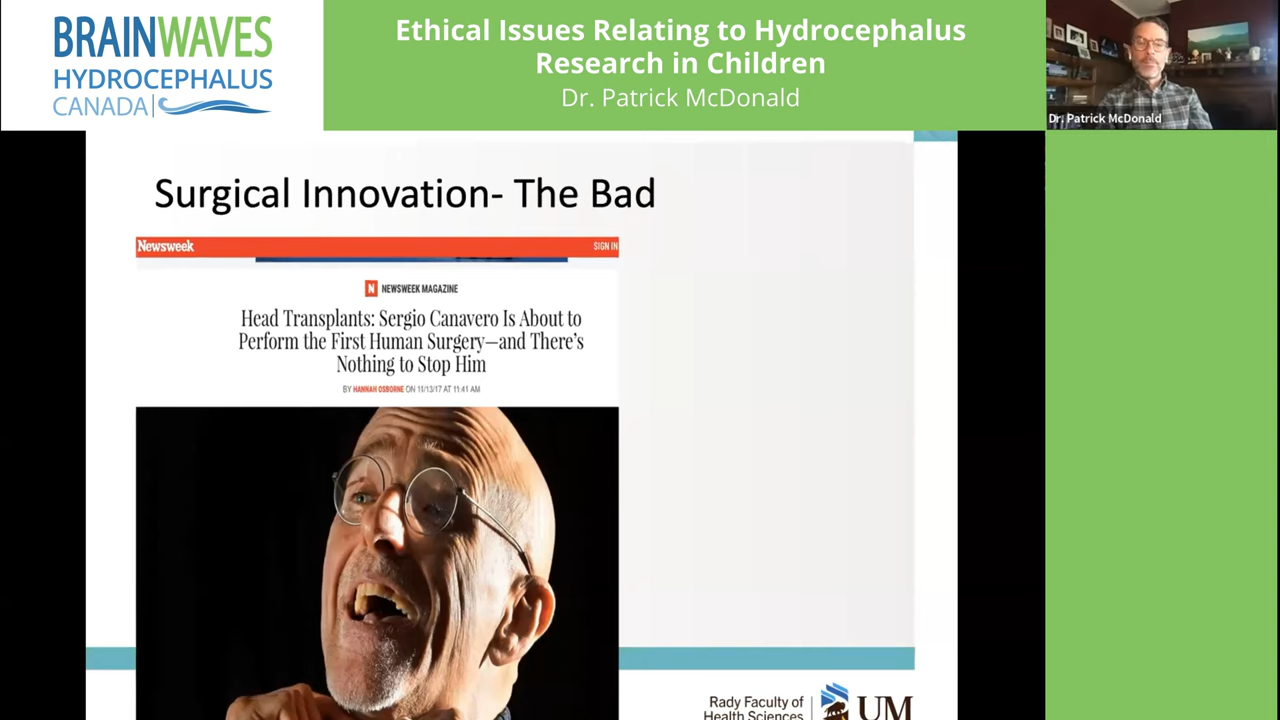 BRAINWAVES
HYDROCEPHALUS
CANADA
Ethical Issues Relating to Hydrocephalus
Research in Children
Dr. Patrick McDonald
Dr. Patrick McDonald
Surgical Innovation- The Bad
Newsweek
SIGN IN
N NEWSWEEK MAGAZINE
Head Transplants: Sergio Canavero Is About to
Perform the First Human Surgery—and There's
Nothing to Stop Him
BY HANNAH OSBORNE ON 11/13/17 AT 11:41 AM
Rady Faculty of
Health Sciences
UM